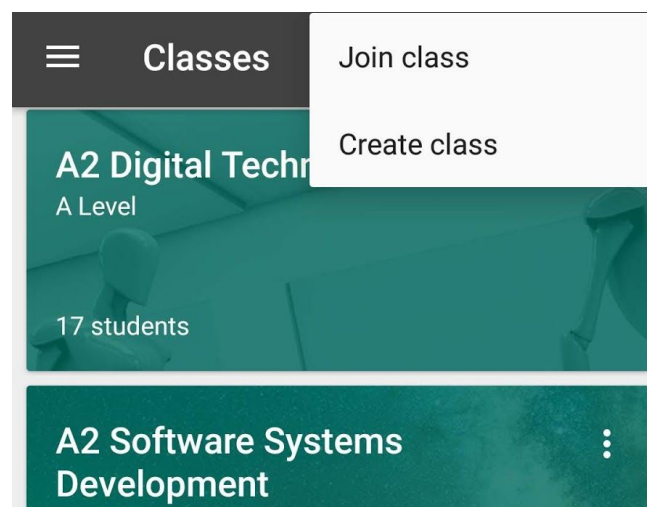 Classes
Join class
Create class
A2 Digital Techn
A Level
17 students
A2 Software Systems
Development